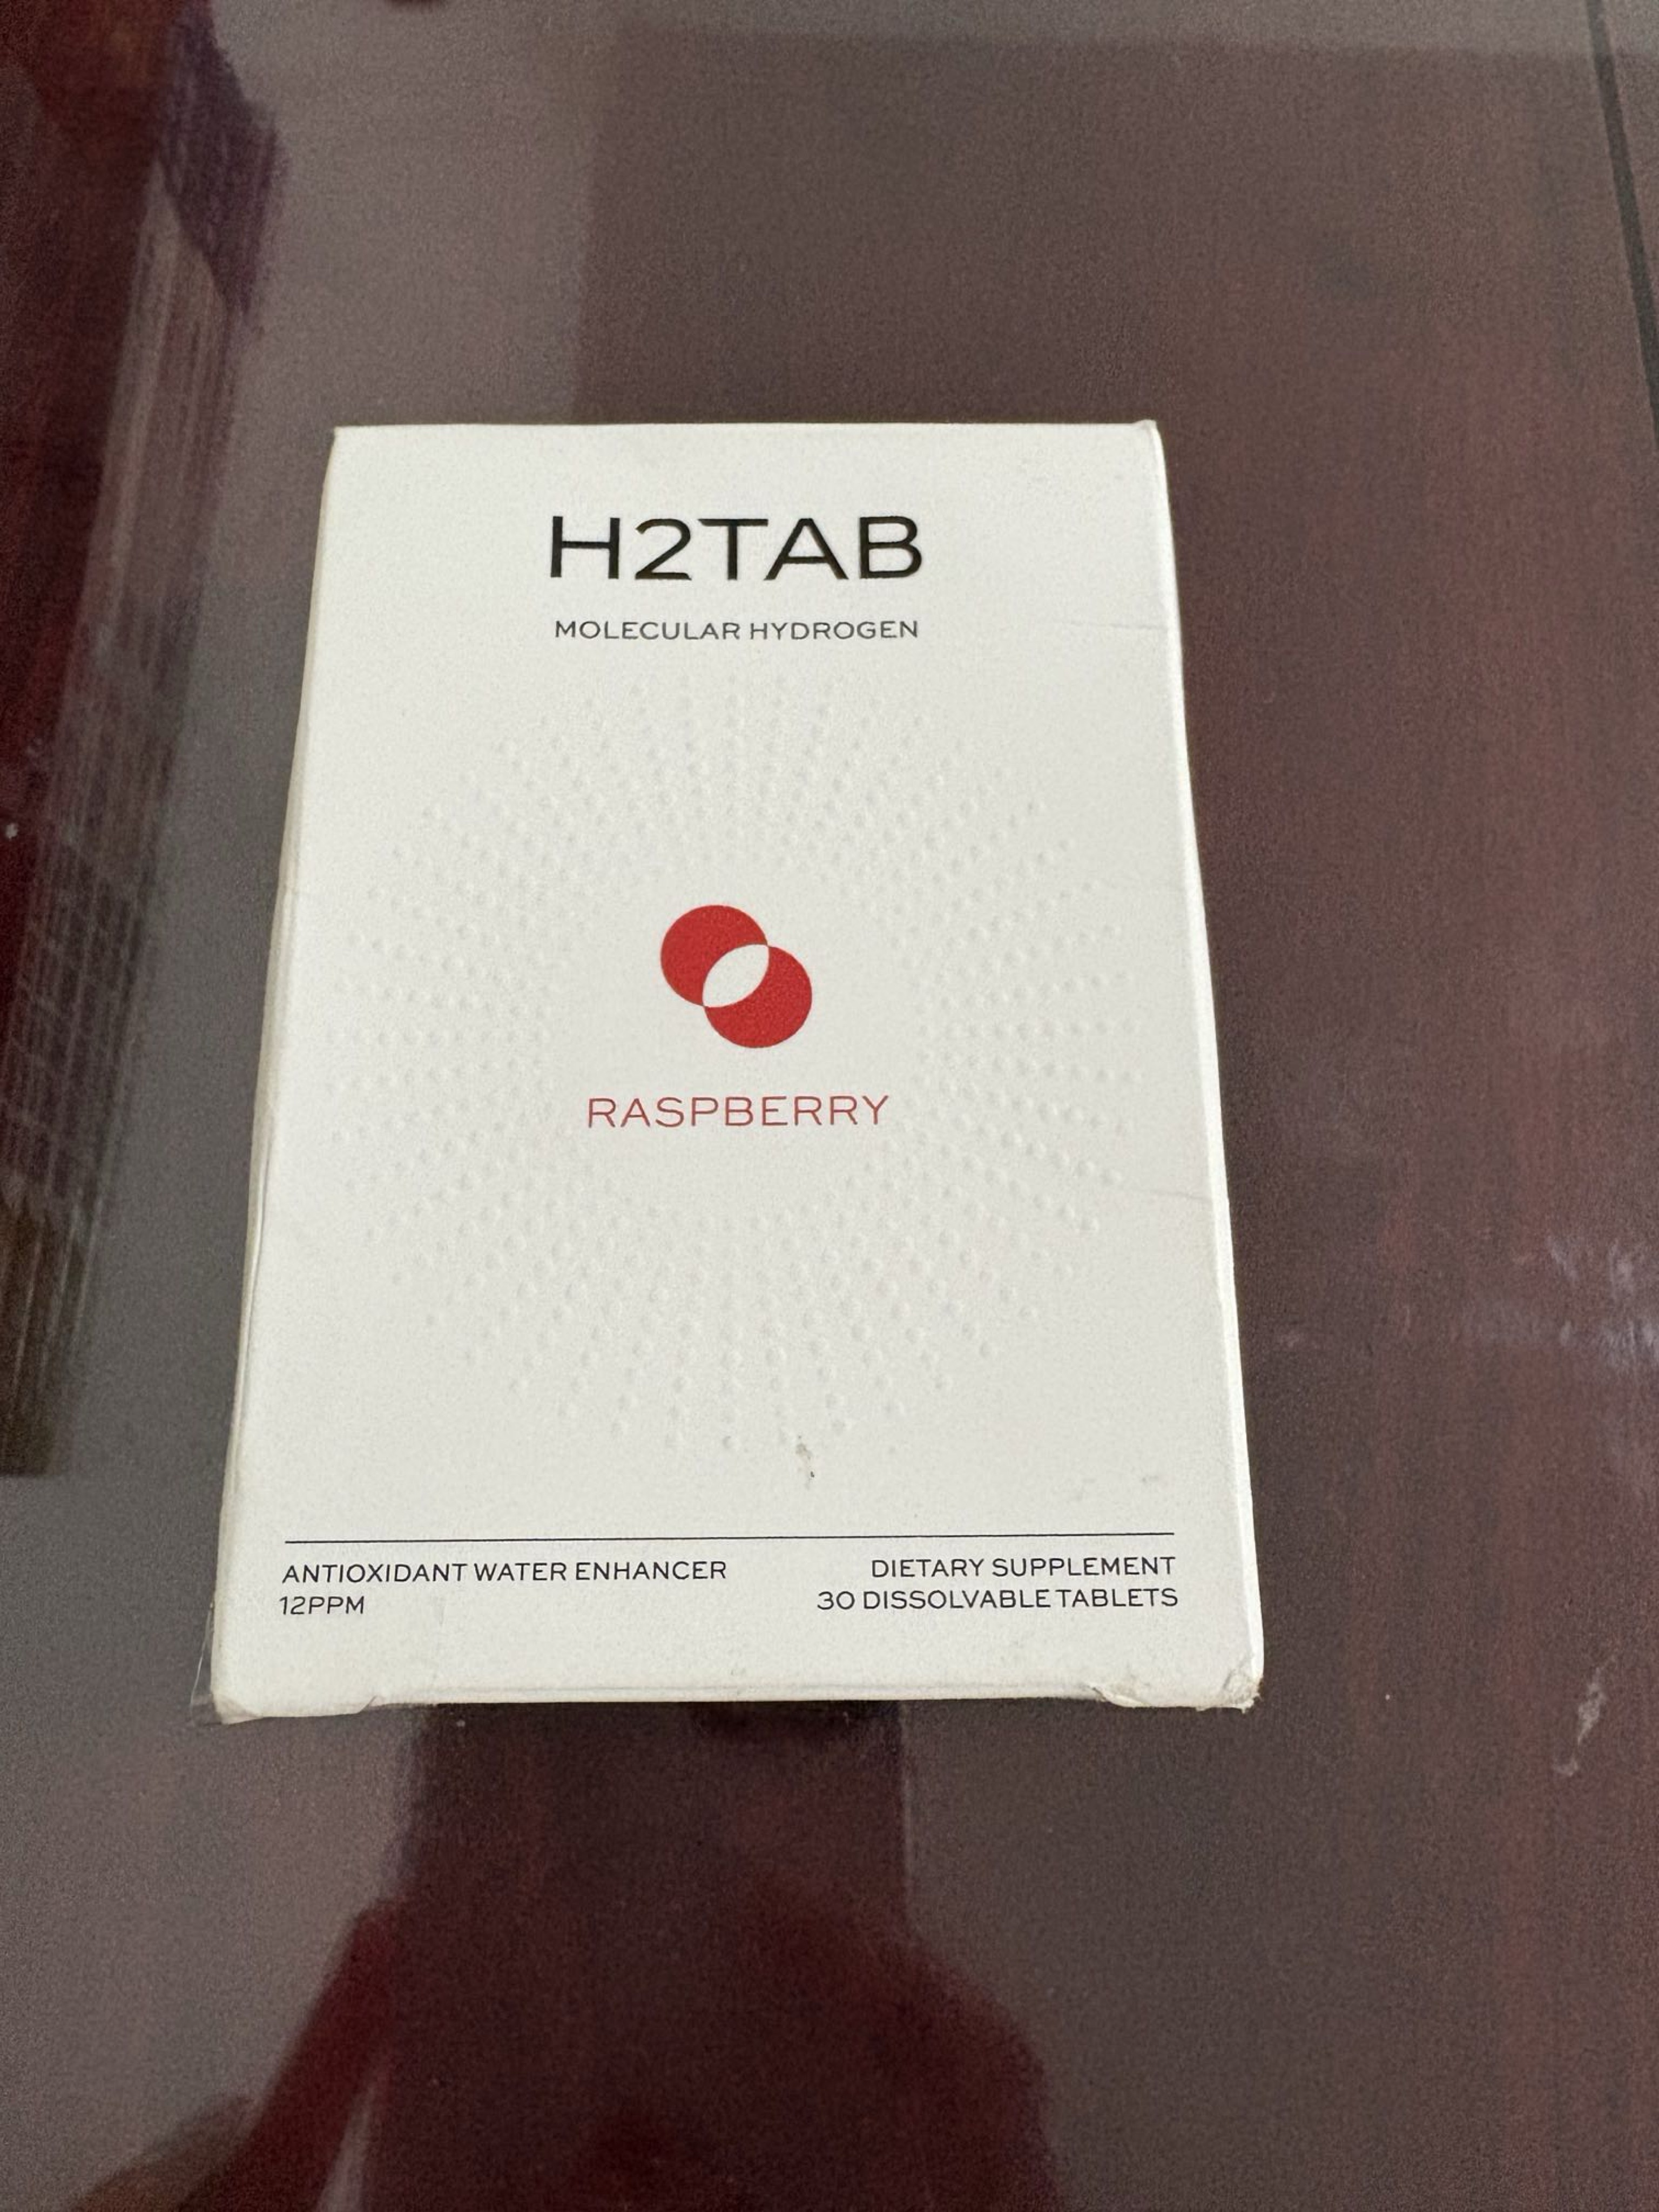 H2TAB
MOLECULAR HYDROGEN
RASPBERRY
ANTIOXIDANT WATER ENHANCER
12PPM
DIETARY SUPPLEMENT
30 DISSOLVABLE TABLETS